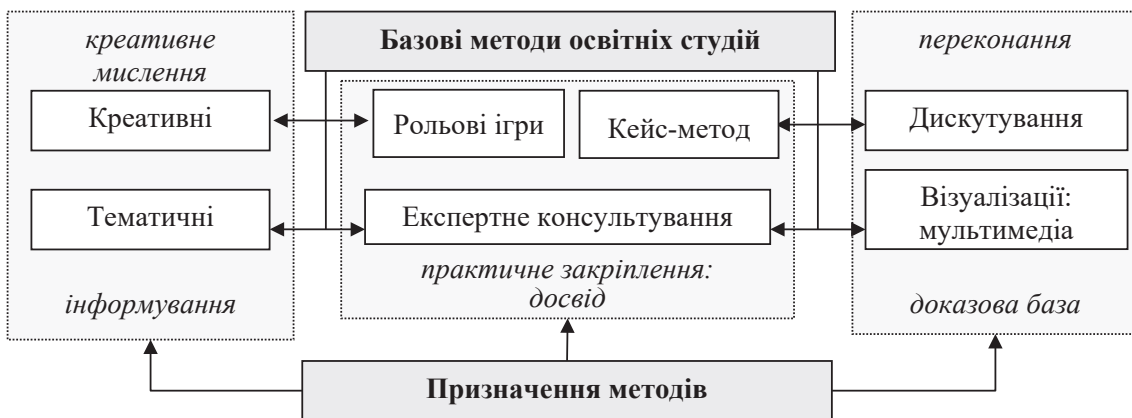 Базові методи освітніх студій
креативне
мислення
Креативні
Тематичні
інформування
Рольові ігри
Кейс-метод
Експертне консультування
практичне закріплення:
досвід
переконання
Дискутування
Візуалізації:
мультимедіа
доказова база
Призначення методів